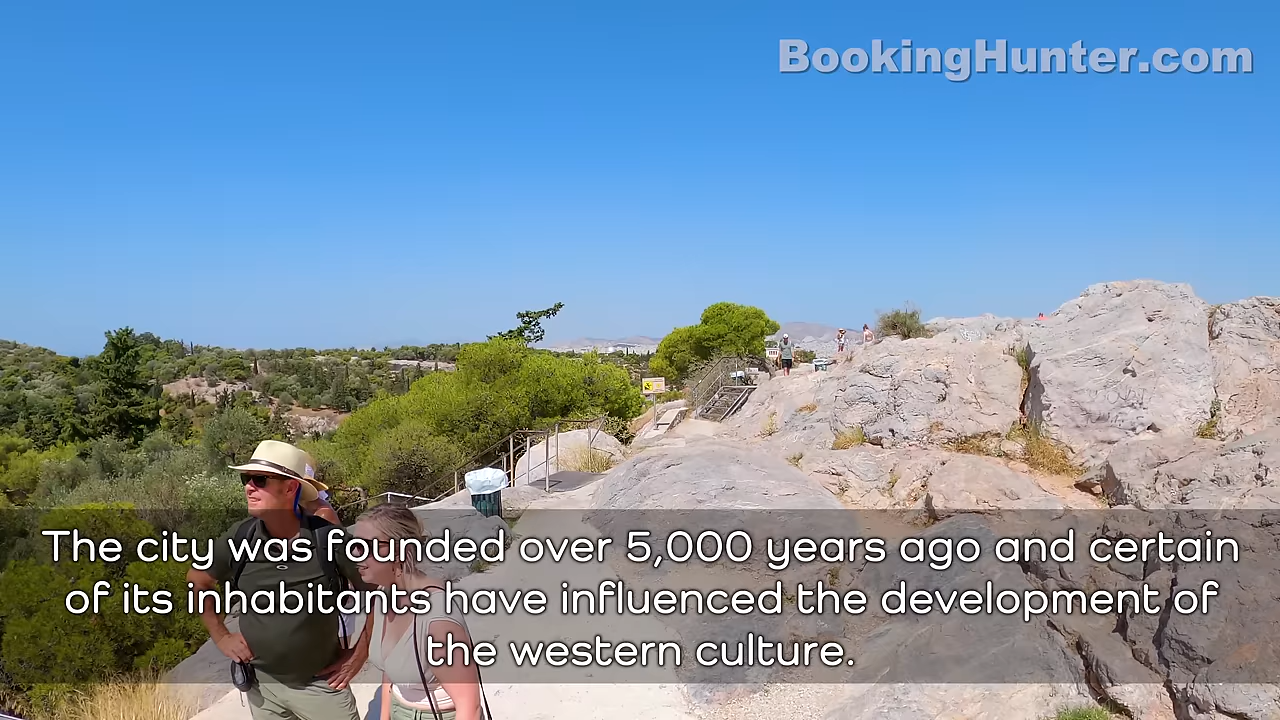 BookingHunter.com
The city was founded over 5,000 years ago and certain
of its inhabitants have influenced the development of
the western culture.